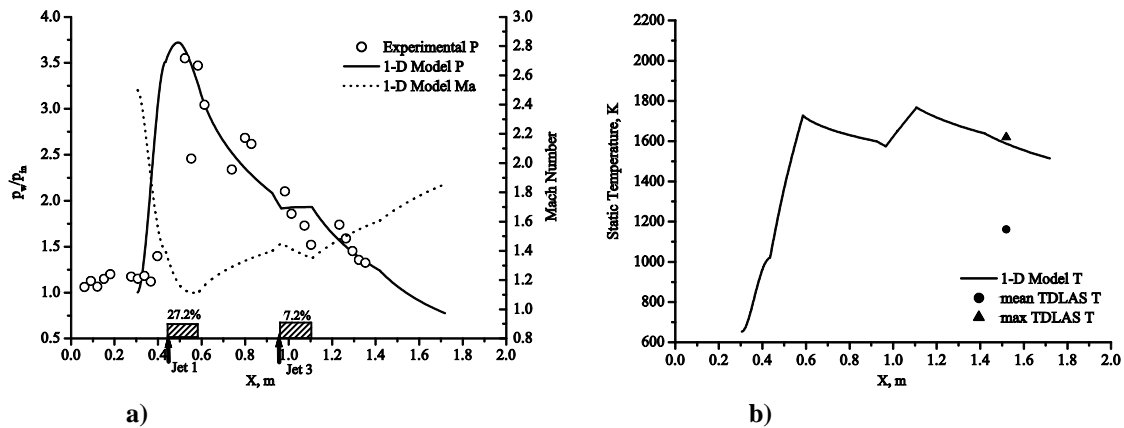 4.0
3.5
3.0
2.5
2.0
1.5
1.0
0.5
p_w/p_in
3.0
2.8
2.6
2.4
2.2
2.0
1.8
1.6
1.4
1.2
1.0
0.8
Mach Number
Experimental P
1-D Model P
1-D Model Ma
27.2%
7.2%
0.0 0.2 0.4 0.6 0.8 1.0 1.2 1.4 1.6 1.8 2.0
Jet 1
Jet 3
X, m
a)
2200
2000
1800
1600
1400
1200
1000
800
600
Static Temperature, K
1-D Model T
mean TDLAS T
max TDLAS T
0.0 0.2 0.4 0.6 0.8 1.0 1.2 1.4 1.6 1.8 2.0
X, m
b)